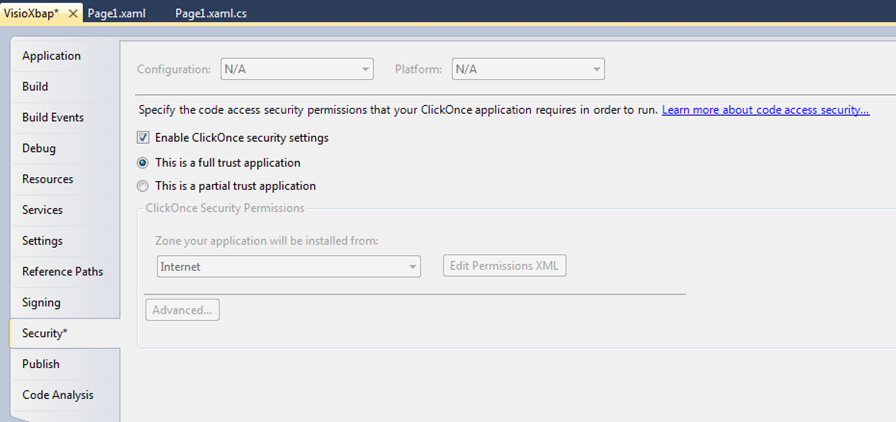 VisioXbap* Page1.xaml Page1.xaml.cs
Application
Build
Build Events
Debug
Resources
Services
Settings
Reference Paths
Signing
Security*
Publish
Code Analysis
Configuration: N/A Platform: N/A
Specify the code access security permissions that your ClickOnce application requires in order to run. Learn more about code access security...
Enable ClickOnce security settings
This is a full trust application
This is a partial trust application
ClickOnce Security Permissions
Zone your application will be installed from:
Internet Edit Permissions XML
Advanced...